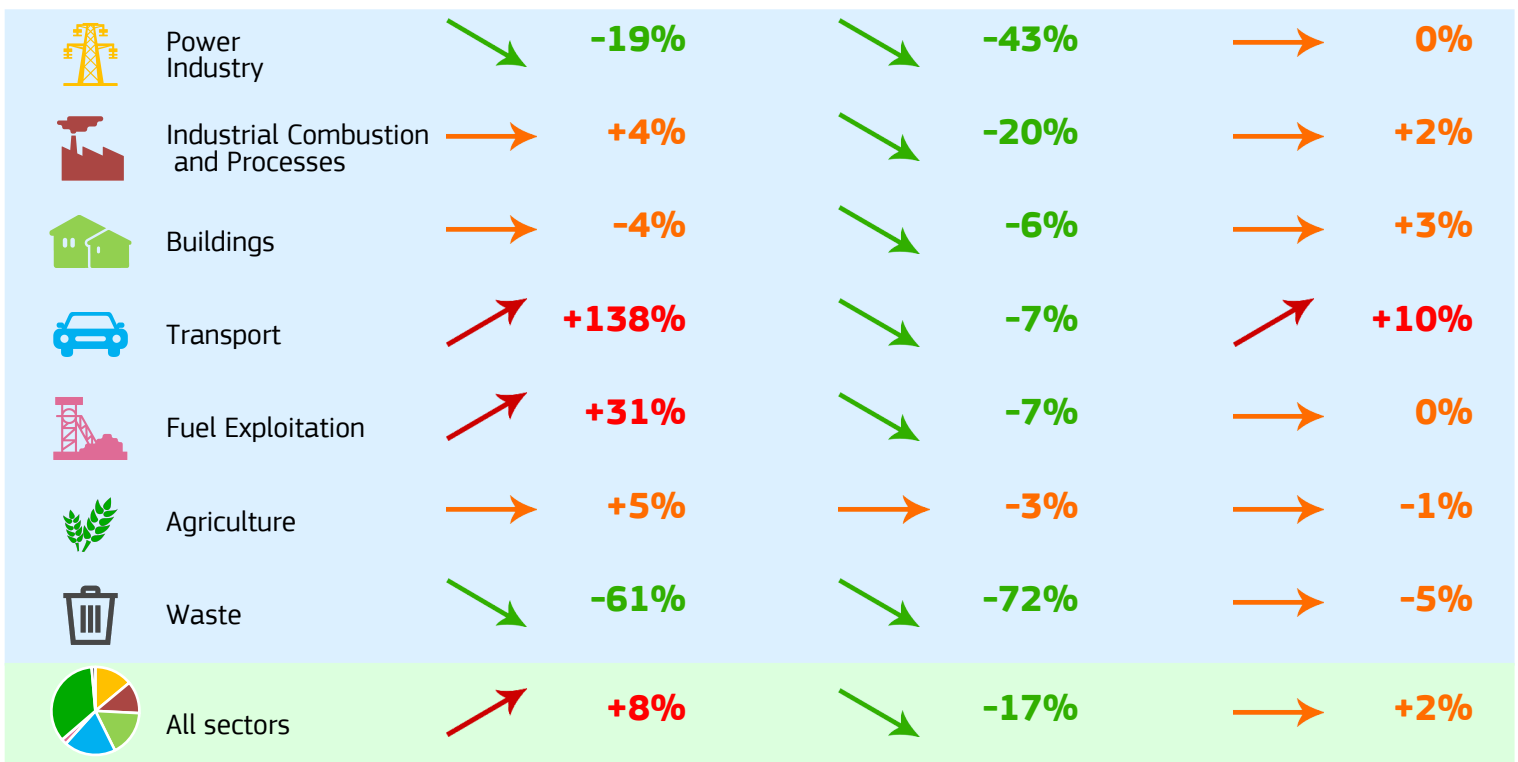 Power
Industry -19% -43% 0%
Industrial Combustion
and Processes +4% -20% +2%
Buildings -4% -6% +3%
Transport +138% -7% +10%
Fuel Exploitation +31% -7% 0%
Agriculture +5% -3% -1%
Waste -61% -72% -5%
All sectors +8% -17% +2%